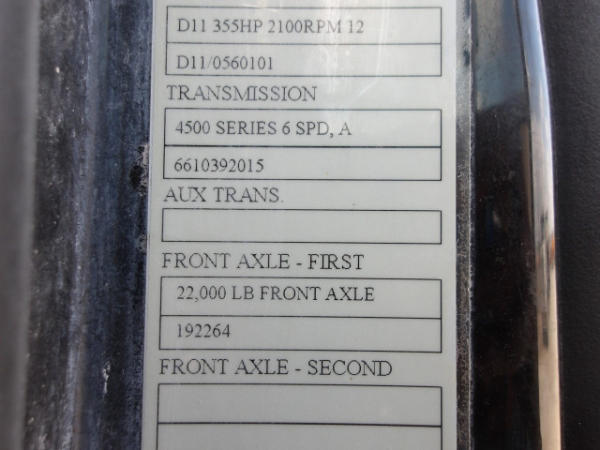 D11 355HP 2100RPM 12
D11/0560101
TRANSMISSION
4500 SERIES 6 SPD, A
6610392015
AUX TRANS.
FRONT AXLE - FIRST
22,000 LB FRONT AXLE
192264
FRONT AXLE - SECOND